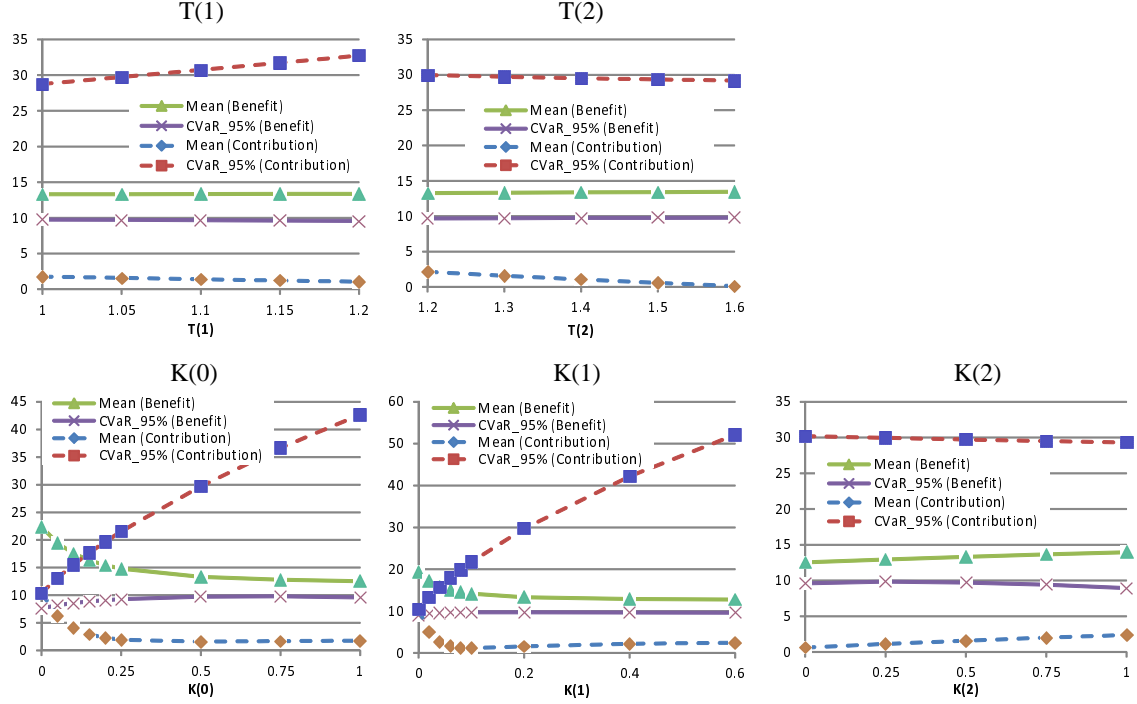 T(1)
35
30
25
20
15
10
5
0
Mean (Benefit)
CVaR_95% (Benefit)
Mean (Contribution)
CVaR_95% (Contribution)
1 1.05 1.1 1.15 1.2
T(1)
T(2)
35
30
25
20
15
10
5
0
Mean (Benefit)
CVaR_95% (Benefit)
Mean (Contribution)
CVaR_95% (Contribution)
1.2 1.3 1.4 1.5 1.6
T(2)
K(0)
45
40
35
30
25
20
15
10
5
0
Mean (Benefit)
CVaR_95% (Benefit)
Mean (Contribution)
CVaR_95% (Contribution)
0 0.25 0.5 0.75 1
K(0)
K(1)
60
50
40
30
20
10
0
Mean (Benefit)
CVaR_95% (Benefit)
Mean (Contribution)
CVaR_95% (Contribution)
0 0.2 0.4 0.6
K(1)
K(2)
35
30
25
20
15
10
5
0
Mean (Benefit)
CVaR_95% (Benefit)
Mean (Contribution)
CVaR_95% (Contribution)
0 0.25 0.5 0.75 1
K(2)